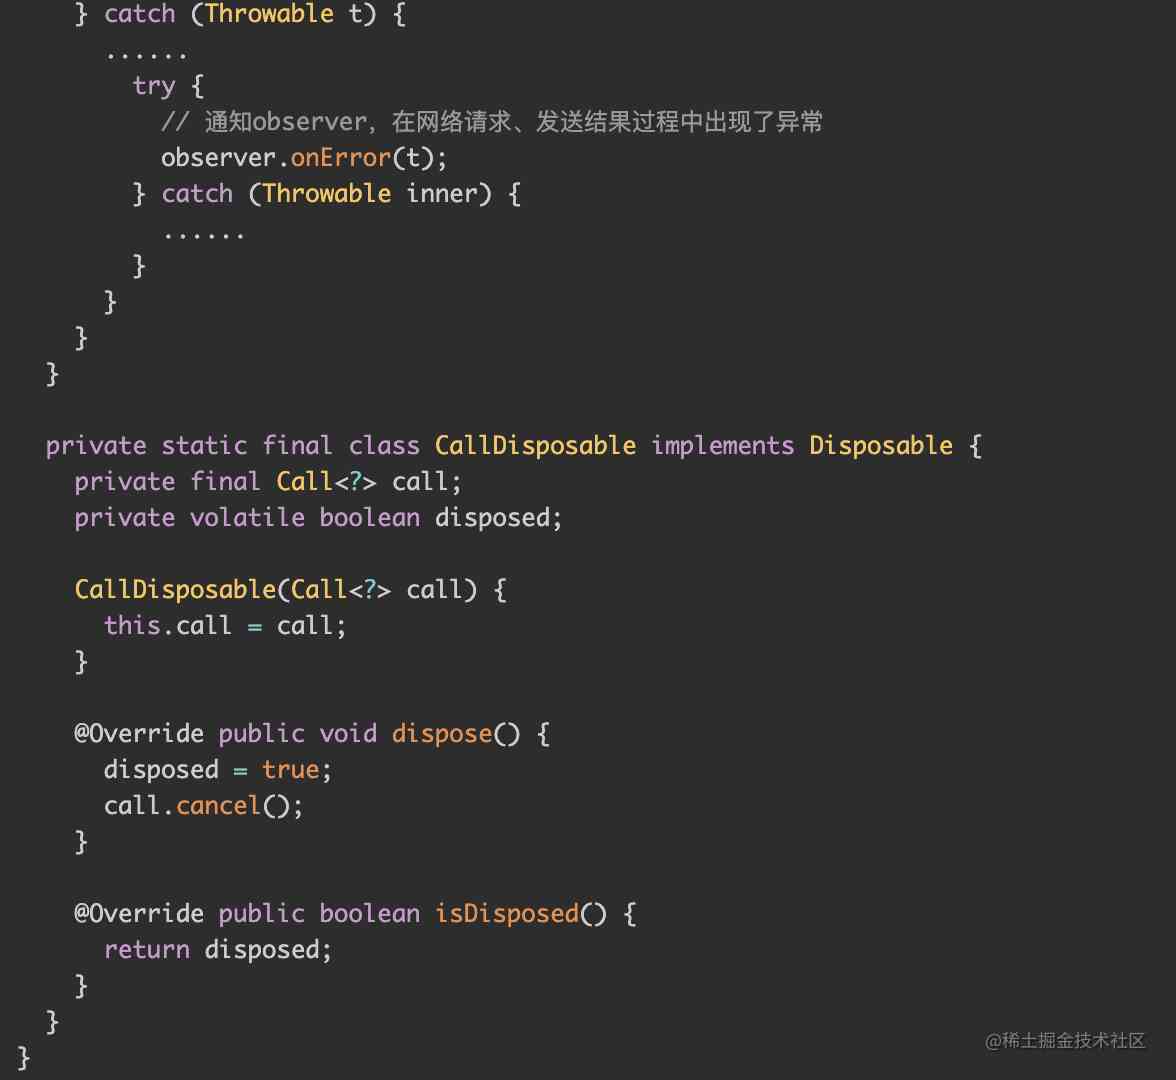 } catch (Throwable t) {
......
try {
// 通知observer，在网络请求、发送结果过程中出现了异常
observer.onError(t);
} catch (Throwable inner) {
......
}
}
}
}
private static final class CallDisposable implements Disposable {
private final Call<?> call;
private volatile boolean disposed;
CallDisposable(Call<?> call) {
this.call = call;
}
@Override public void dispose() {
disposed = true;
call.cancel();
}
@Override public boolean isDisposed() {
return disposed;
}
}
}
@稀土掘金技术社区